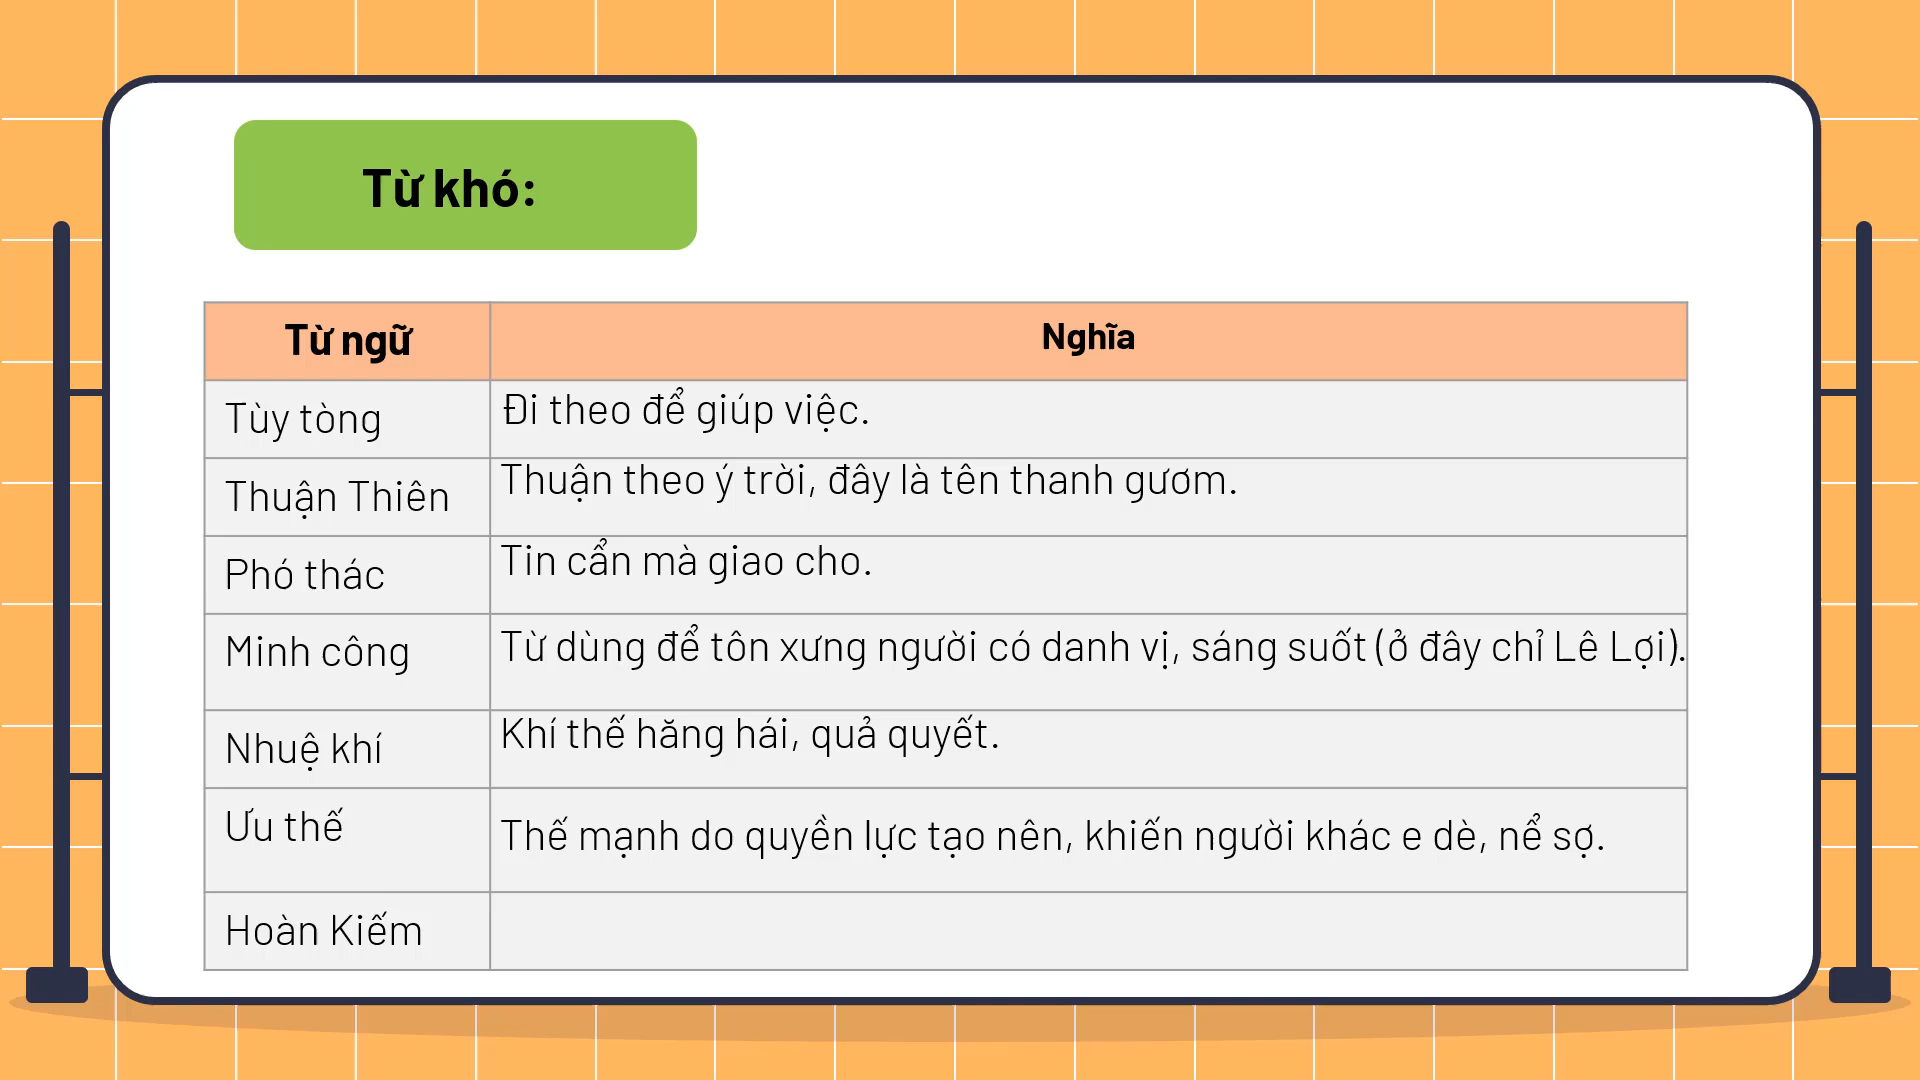 Từ khó:
Từ ngữ
Nghĩa
Tùy tòng
Đi theo để giúp việc.
Thuận Thiên
Thuận theo ý trời, đây là tên thanh gươm.
Phó thác
Tin cẩn mà giao cho.
Minh công
Từ dùng để tôn xưng người có danh vị, sáng suốt (ở đây chỉ Lê Lợi).
Nhuệ khí
Khí thế hăng hái, quả quyết.
Ưu thế
Thế mạnh do quyền lực tạo nên, khiến người khác e dè, nể sợ.
Hoàn Kiếm